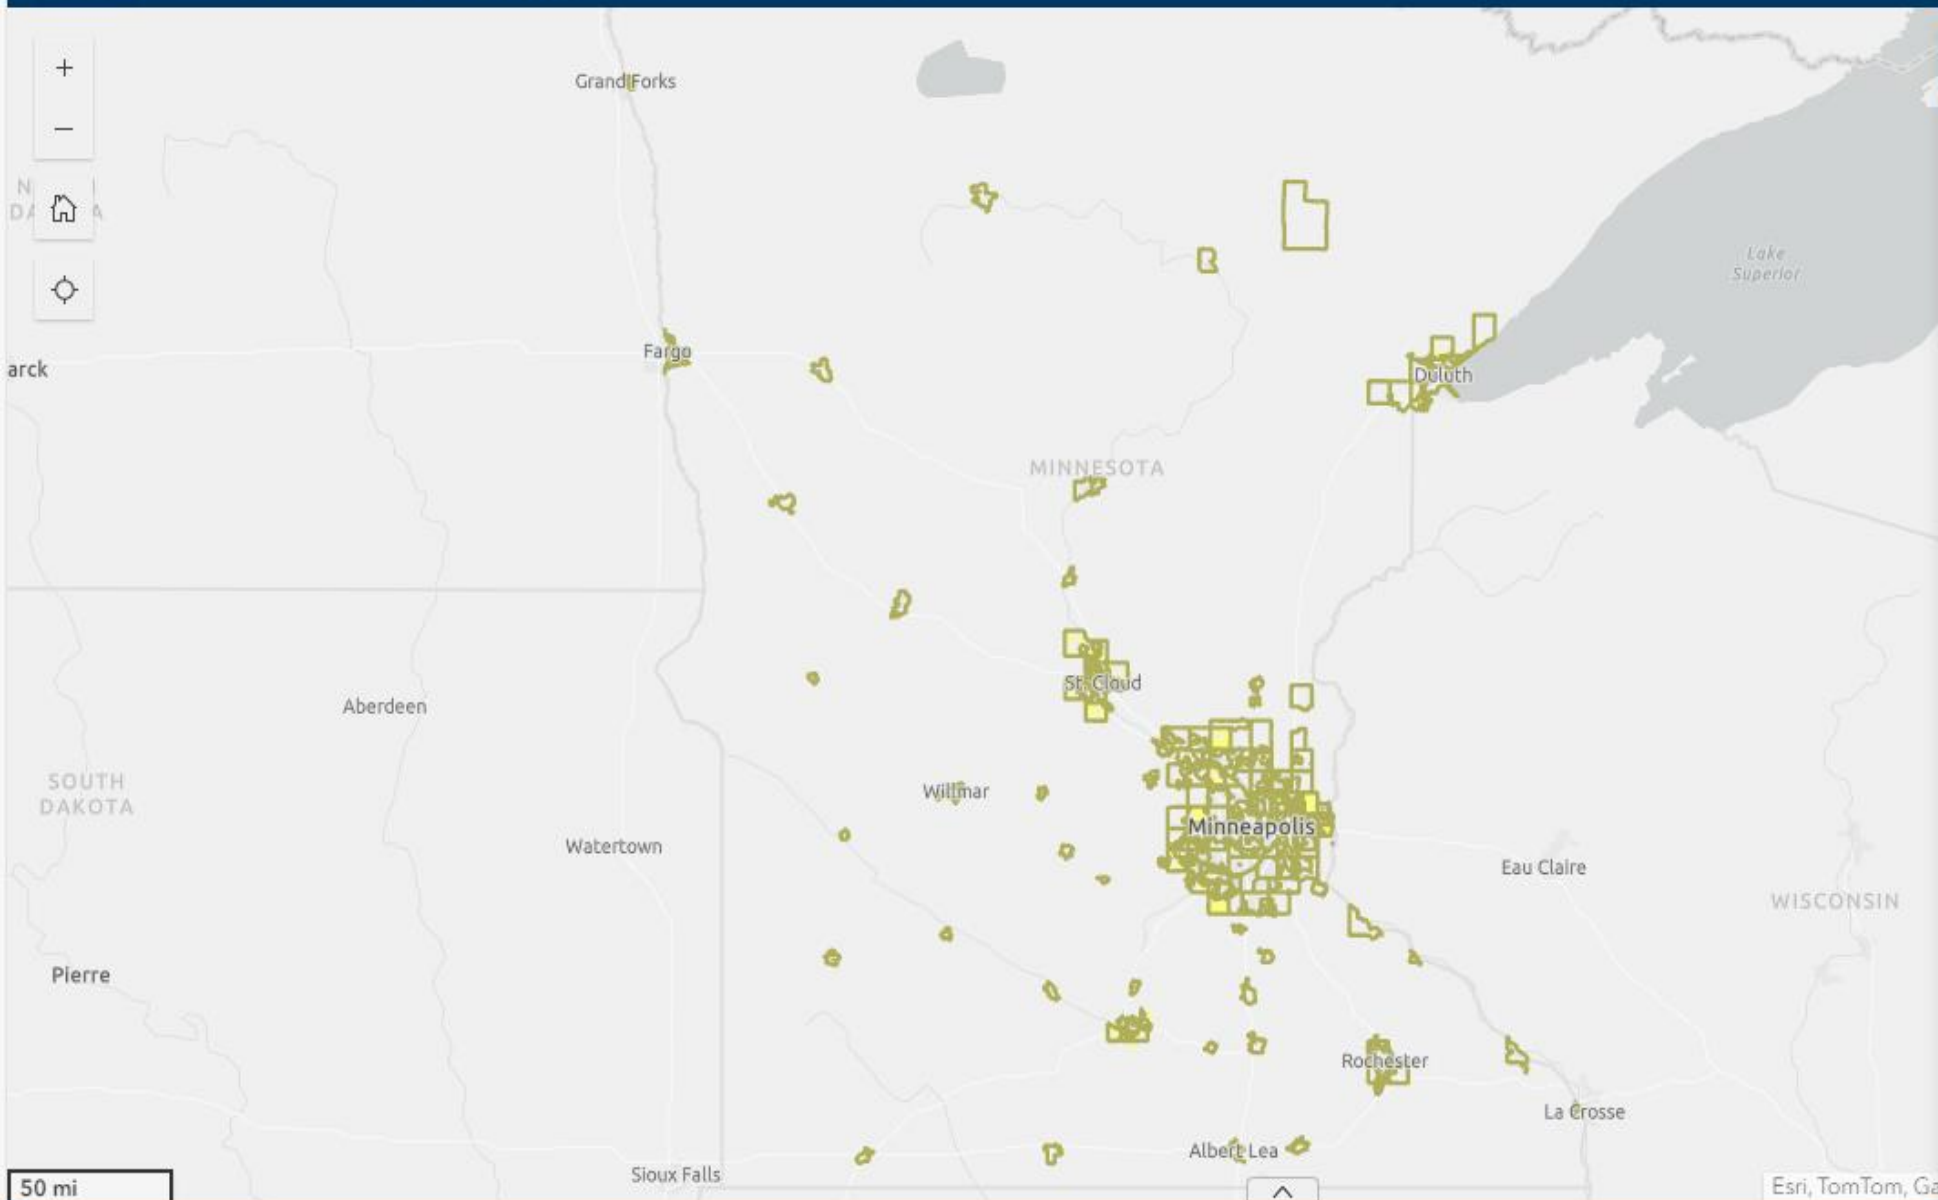 +
Grand Forks
−
Lake
Superior
Fargo
arck
Duluth
MINNESOTA
St. Cloud
Aberdeen
SOUTH
DAKOTA
Willmar
Minneapolis
Watertown
Eau Claire
WISCONSIN
Pierre
Rochester
La Crosse
Albert Lea
Sioux Falls
50 mi
Esri, TomTom, Ga